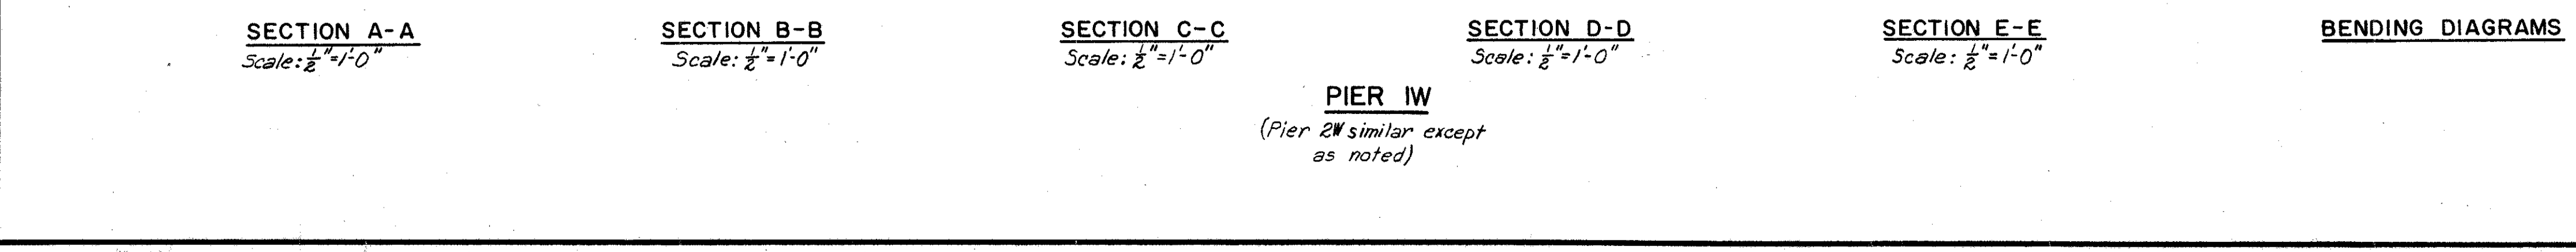 SECTION A-A
Scale: 1/2"=1'-0"
SECTION B-B
Scale: 1/2"=1'-0"
SECTION C-C
Scale: 1/2"=1'-0"
SECTION D-D
Scale: 1/2"=1'-0"
SECTION E-E
Scale: 1/2"=1'-0"
BENDING DIAGRAMS
PIER 1W
(Pier 2W similar except
as noted)